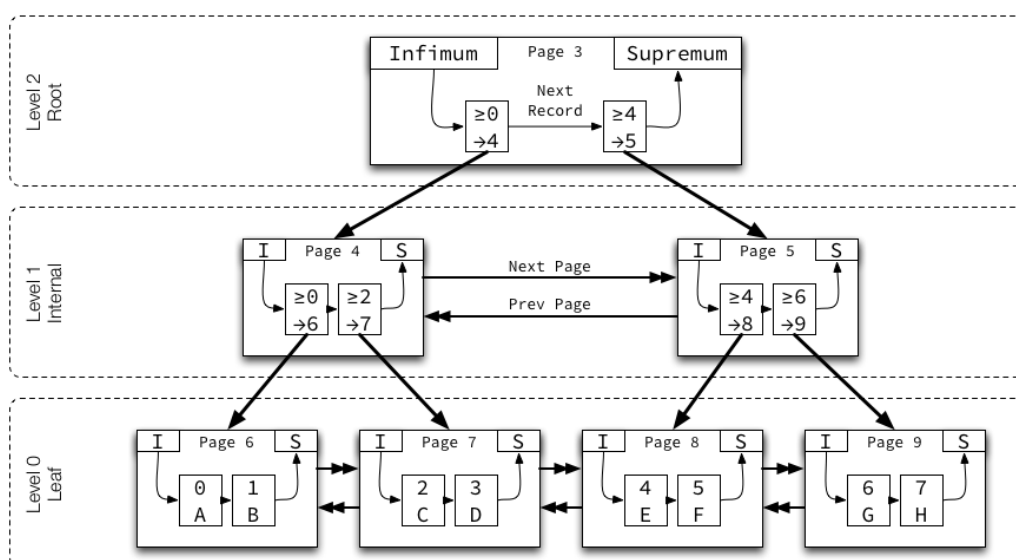 Level 2
Root
Infimum
Page 3
Supremum
Next
Record
≥0
→4
≥4
→5
Level 1
Internal
I
Page 4
S
≥0
→6
≥2
→7
Next Page
Prev Page
I
Page 5
S
≥4
→8
≥6
→9
Level 0
Leaf
I
Page 6
S
0
A
1
B
I
Page 7
S
2
C
3
D
I
Page 8
S
4
E
5
F
I
Page 9
S
6
G
7
H